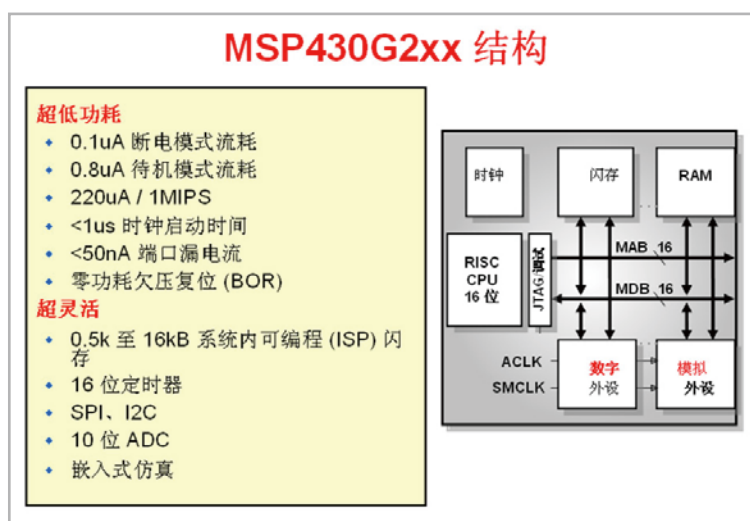 MSP430G2xx 结构
超低功耗
0.1uA 断电模式流耗
0.8uA 待机模式流耗
220uA / 1MIPS
<1us 时钟启动时间
<50nA 端口漏电流
零功耗欠压复位 (BOR)
超灵活
0.5k 至 16kB 系统内可编程 (ISP) 闪
存
16 位定时器
SPI、I2C
10 位 ADC
嵌入式仿真
时钟
闪存
RAM
RISC
CPU
16 位
JTAG/调试
MAB 16
MDB 16
ACLK
SMCLK
数字
外设
模拟
外设